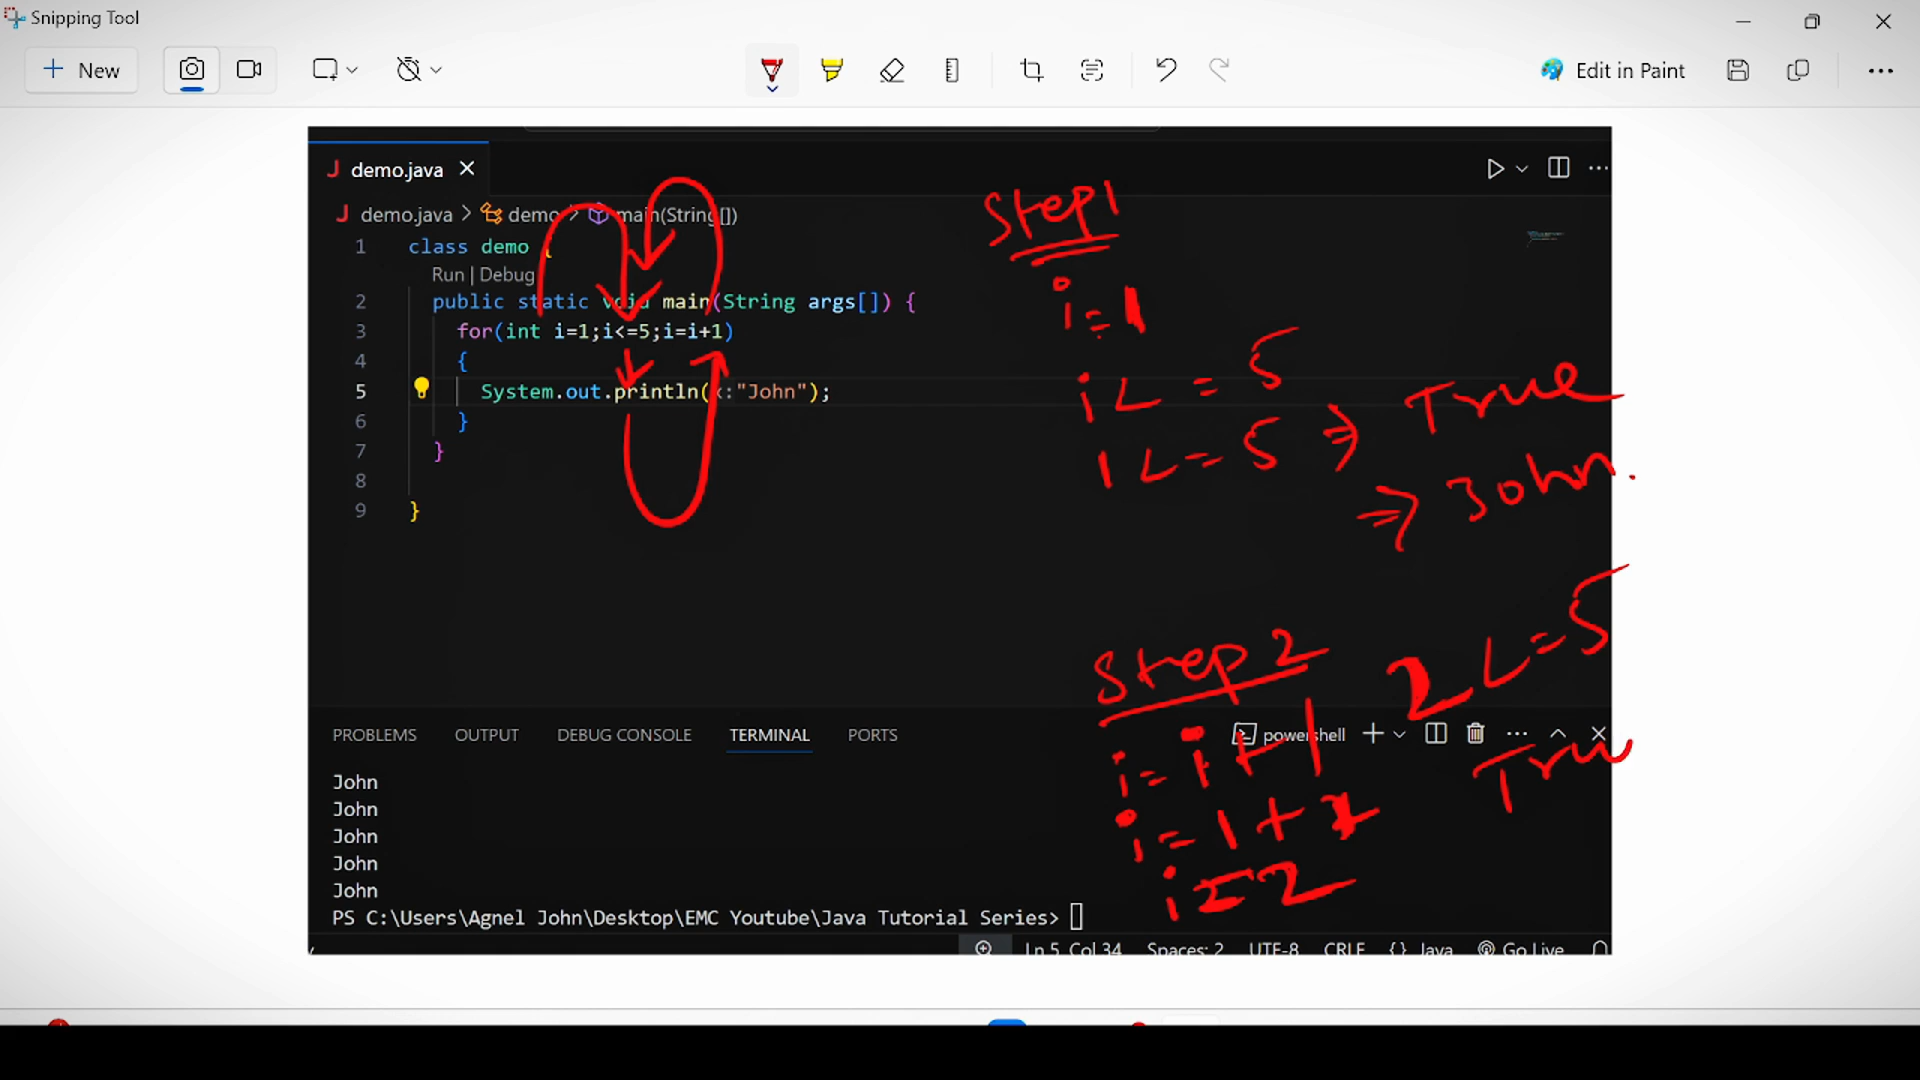 Snipping Tool
New
Edit in Paint
demo.java
demo.java > demo > main(String[])
1 class demo {
Run | Debug
2 public static void main(String args[]) {
3 for(int i=1;i<=5;i=i+1)
4 {
5 System.out.println(x:"John");
6 }
7 }
8
9 }
Step1
i=1
i<=5
1<=5 ⇒ True
⇒ John.
Step 2
i=i+1
i=1+1
i=2
2<=5
Tru
PROBLEMS OUTPUT DEBUG CONSOLE TERMINAL PORTS powershell
John
John
John
John
John
PS C:\Users\Agnel John\Desktop\EMC Youtube\Java Tutorial Series>
Ln 5, Col 34 Spaces: 2 UTF-8 CRLF {} Java Go Live